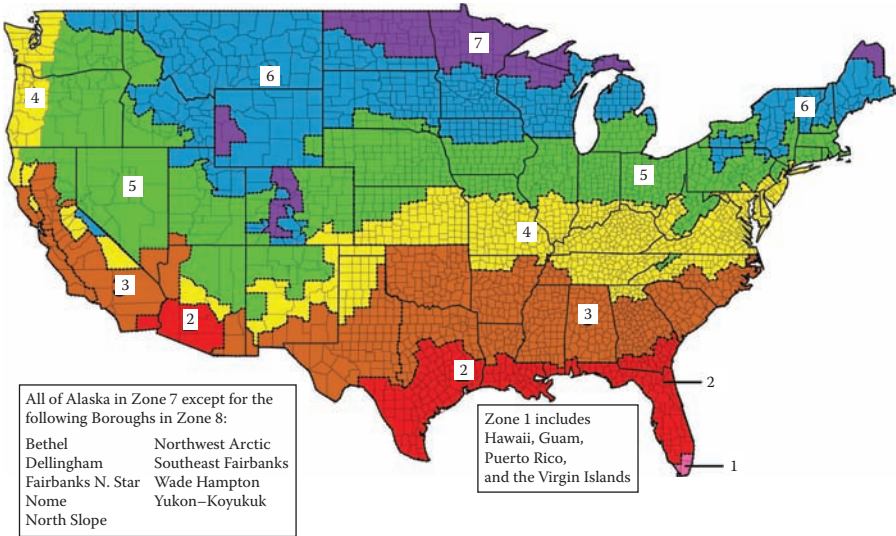 7
6
4
6
5
5
4
3
3
2
2
2
1
All of Alaska in Zone 7 except for the
following Boroughs in Zone 8:
Bethel Northwest Arctic
Dellingham Southeast Fairbanks
Fairbanks N. Star Wade Hampton
Nome Yukon–Koyukuk
North Slope
Zone 1 includes
Hawaii, Guam,
Puerto Rico,
and the Virgin Islands